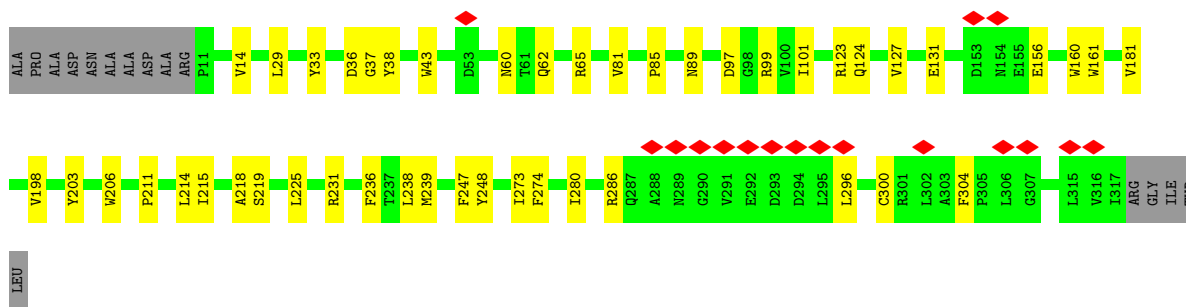 ALA PRO ALA ASP ASN ALA ALA ASP ALA ARG P11 V14 L29 Y33 D36 G37 Y38 W43 D53 N60 T61 Q62 R65 V81 P85 N89 D97 G98 R99 V100 I101 R123 Q124 V127 E131 D153 N154 E155 E156 W160 W161 V181
V198 Y203 W206 P211 L214 I215 A218 S219 L225 R231 F236 T237 L238 M239 F247 Y248 I273 F274 I280 R286 Q287 A288 N289 G290 V291 E292 D293 D294 L295 L296 C300 R301 L302 A303 F304 P305 L306 G307 L315 V316 I317 ARG GLY ILE
LEU